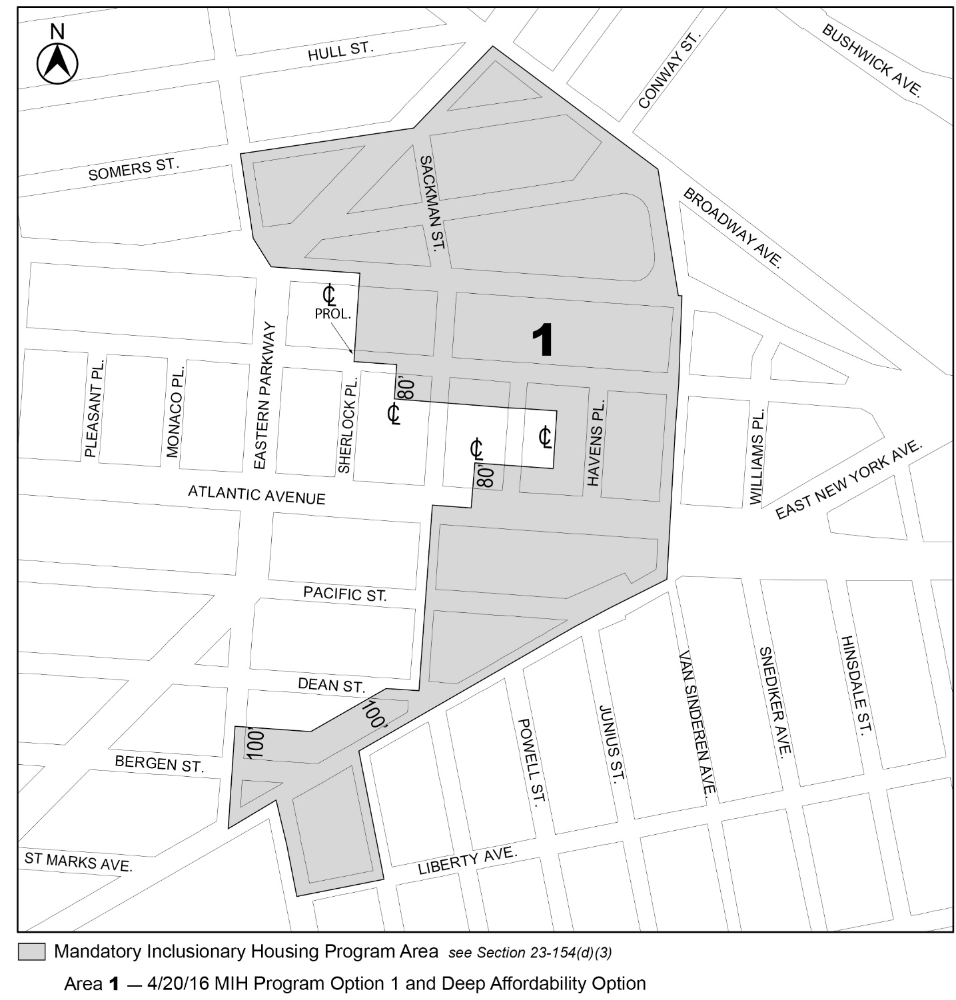 N
HULL ST.
CONWAY ST.
BUSHWICK AVE.
SOMERS ST.
SACKMAN ST.
BROADWAY AVE.
℄
PROL.
1
PLEASANT PL.
MONACO PL.
EASTERN PARKWAY
SHERLOCK PL.
80'
℄
℄
℄
80'
HAVENS PL.
WILLIAMS PL.
EAST NEW YORK AVE.
ATLANTIC AVENUE
PACIFIC ST.
DEAN ST.
100'
100'
BERGEN ST.
POWELL ST.
JUNIUS ST.
VAN SINDEREN AVE.
SNEDIKER AVE.
HINSDALE ST.
ST MARKS AVE.
LIBERTY AVE.
Mandatory Inclusionary Housing Program Area see Section 23-154(d)(3)
Area 1 — 4/20/16 MIH Program Option 1 and Deep Affordability Option